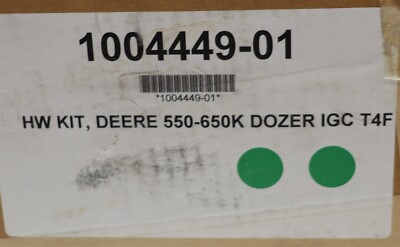 1004449-01
*1004449-01*
HW KIT, DEERE 550-650K DOZER IGC T4F